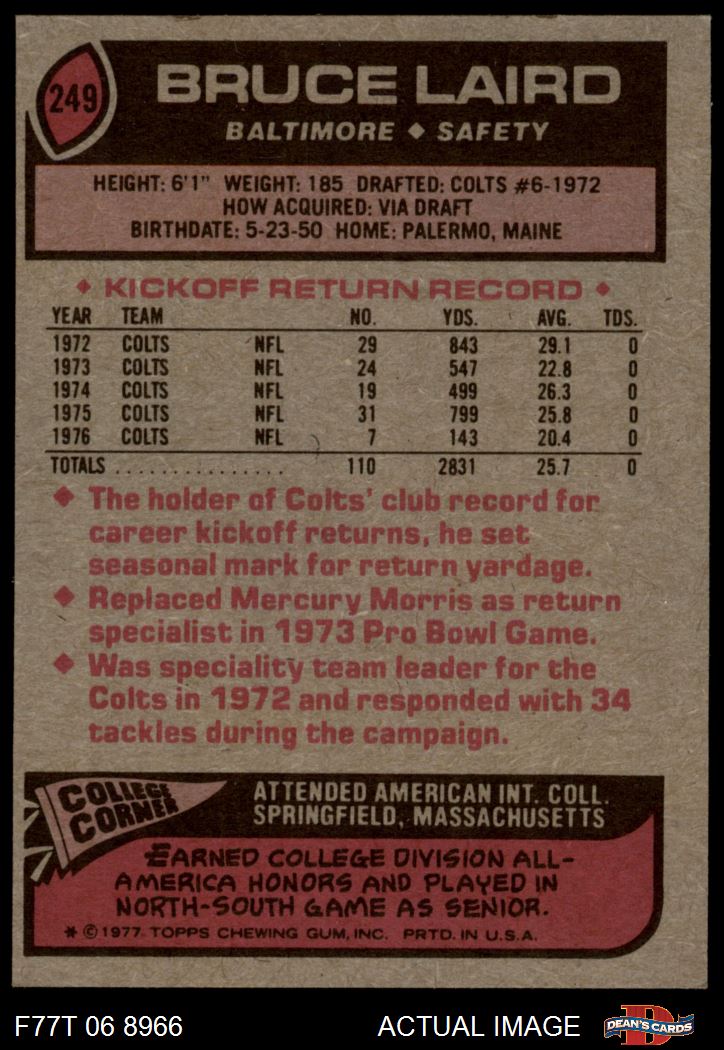 249
BRUCE LAIRD
BALTIMORE ◆ SAFETY
HEIGHT: 6'1" WEIGHT: 185 DRAFTED: COLTS #6-1972
HOW ACQUIRED: VIA DRAFT
BIRTHDATE: 5-23-50 HOME: PALERMO, MAINE
◆ KICKOFF RETURN RECORD ◆
YEAR TEAM NO. YDS. AVG. TDS.
1972 COLTS NFL 29 843 29.1 0
1973 COLTS NFL 24 547 22.8 0
1974 COLTS NFL 19 499 26.3 0
1975 COLTS NFL 31 799 25.8 0
1976 COLTS NFL 7 143 20.4 0
TOTALS ................ 110 2831 25.7 0
◆ The holder of Colts' club record for
career kickoff returns, he set
seasonal mark for return yardage.
◆ Replaced Mercury Morris as return
specialist in 1973 Pro Bowl Game.
◆ Was speciality team leader for the
Colts in 1972 and responded with 34
tackles during the campaign.
COLLEGE
CORNER
ATTENDED AMERICAN INT. COLL.
SPRINGFIELD, MASSACHUSETTS
EARNED COLLEGE DIVISION ALL-
AMERICA HONORS AND PLAYED IN
NORTH-SOUTH GAME AS SENIOR.
* © 1977 TOPPS CHEWING GUM, INC. PRTD. IN U.S.A.
F77T 06 8966 ACTUAL IMAGE
D
DEAN'S CARDS